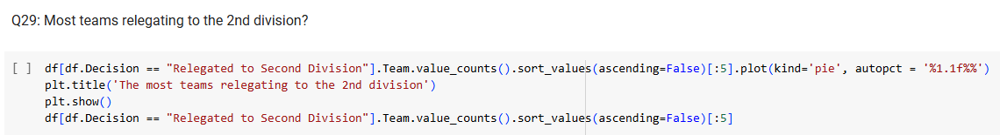 Q29: Most teams relegating to the 2nd division?
[ ] df[df.Decision == "Relegated to Second Division"].Team.value_counts().sort_values(ascending=False)[:5].plot(kind='pie', autopct = '%1.1f%%')
plt.title('The most teams relegating to the 2nd division')
plt.show()
df[df.Decision == "Relegated to Second Division"].Team.value_counts().sort_values(ascending=False)[:5]